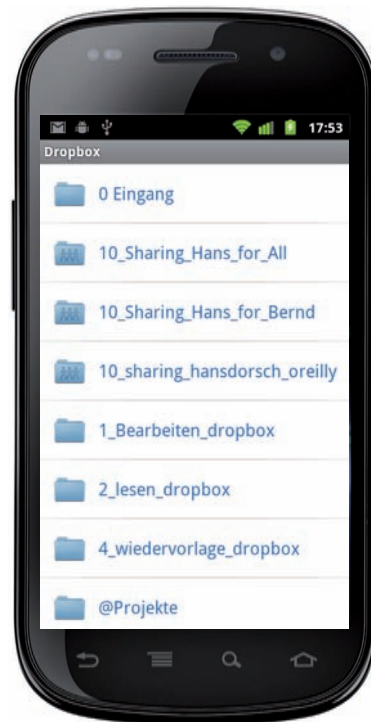 17:53
Dropbox
0 Eingang
10_Sharing_Hans_for_All
10_Sharing_Hans_for_Bernd
10_sharing_hansdorsch_oreilly
1_Bearbeiten_dropbox
2_lesen_dropbox
4_wiedervorlage_dropbox
@Projekte